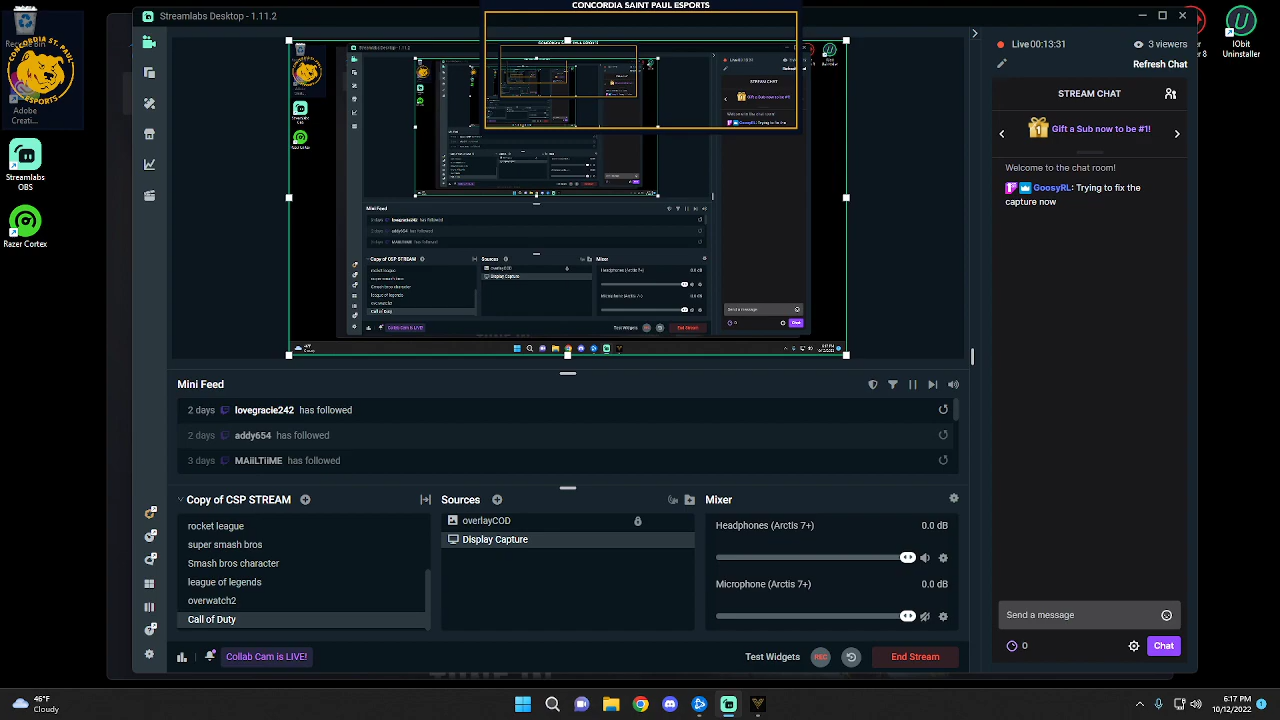 CONCORDIA SAINT PAUL ESPORTS
Streamlabs Desktop - 1.11.2
CONCORDIA ST. PAUL
ESPORTS
Adobe
Creati...
Streamlabs
OBS
Razer Cortex
IObit
Uninstaller
Live 00:13:31
3 viewers
Refresh Chat
STREAM CHAT
Gift a Sub now to be #1!
Welcome to the chat room!
GoosyRL: Trying to fix the
capture now
Mini Feed
2 days lovegracie242 has followed
2 days addy654 has followed
3 days MAiiLTiiME has followed
Copy of CSP STREAM
Sources
Mixer
rocket league
super smash bros
Smash bros character
league of legends
overwatch2
Call of Duty
overlayCOD
Display Capture
Headphones (Arctis 7+) 0.0 dB
Microphone (Arctis 7+) 0.0 dB
Send a message
0
Chat
Collab Cam is LIVE!
Test Widgets
REC
End Stream
46°F
Cloudy
6:17 PM
10/12/2022